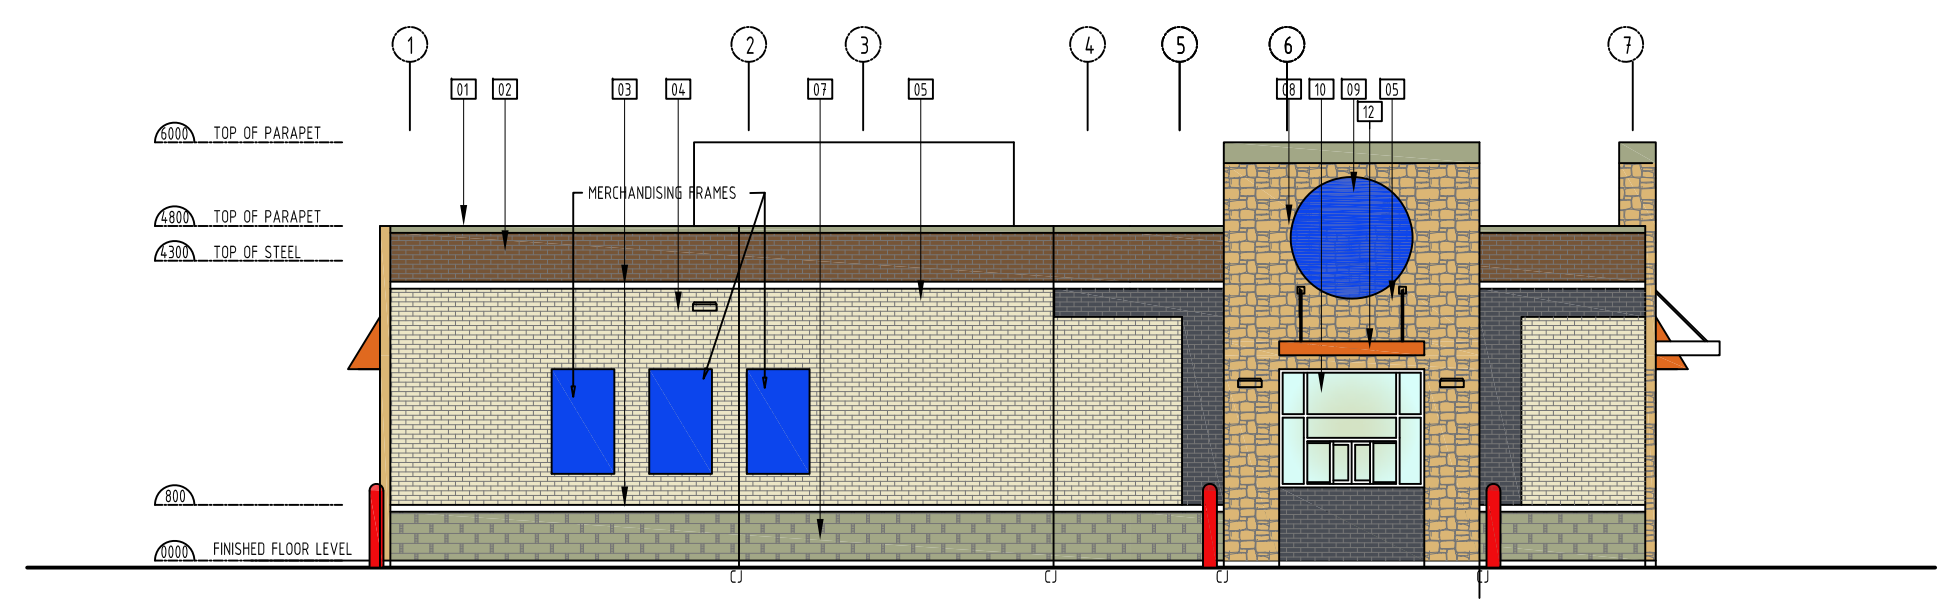 1 2 3 4 5 6 7
01 02 03 04 07 05 08 10 09 05
12
6000 TOP OF PARAPET
MERCHANDISING FRAMES
4800 TOP OF PARAPET
4300 TOP OF STEEL
800
0000 FINISHED FLOOR LEVEL
CJ CJ CJ CJ